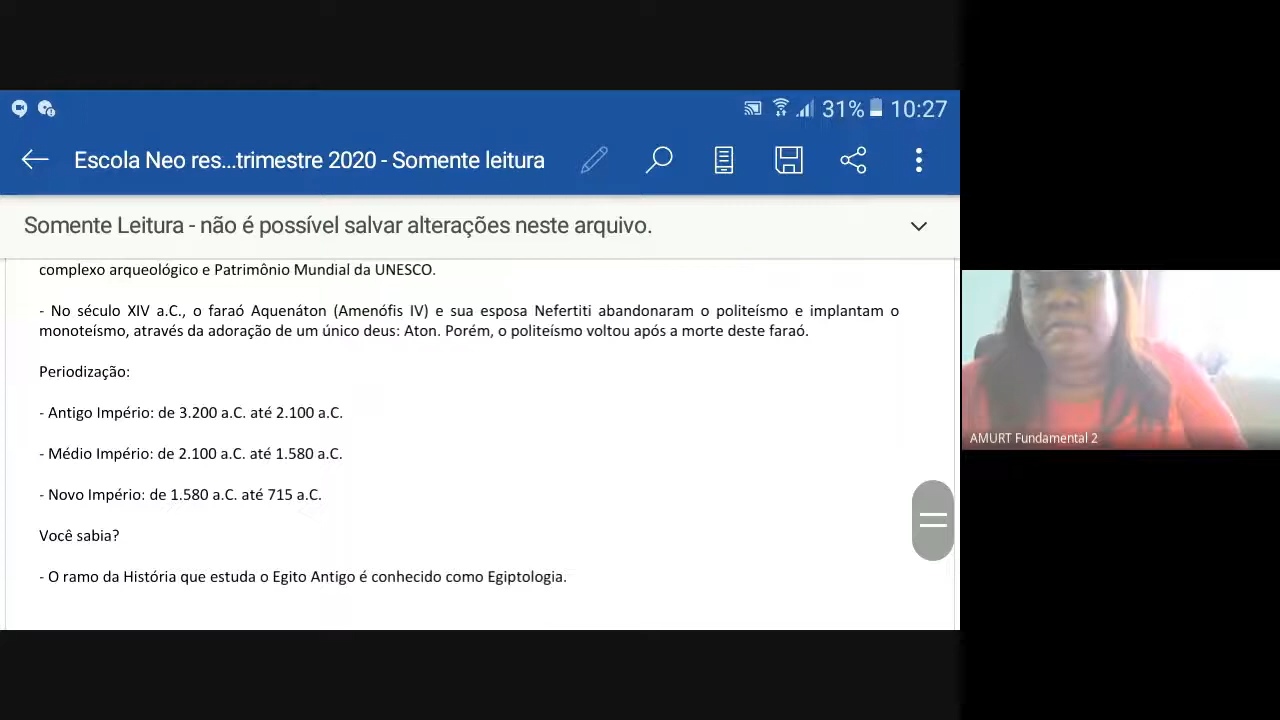 31% 10:27
Escola Neo res...trimestre 2020 - Somente leitura
Somente Leitura - não é possível salvar alterações neste arquivo.
complexo arqueológico e Patrimônio Mundial da UNESCO.
- No século XIV a.C., o faraó Aquenáton (Amenófis IV) e sua esposa Nefertiti abandonaram o politeísmo e implantam o
monoteísmo, através da adoração de um único deus: Aton. Porém, o politeísmo voltou após a morte deste faraó.
Periodização:
- Antigo Império: de 3.200 a.C. até 2.100 a.C.
- Médio Império: de 2.100 a.C. até 1.580 a.C.
- Novo Império: de 1.580 a.C. até 715 a.C.
Você sabia?
- O ramo da História que estuda o Egito Antigo é conhecido como Egiptologia.
AMURT Fundamental 2